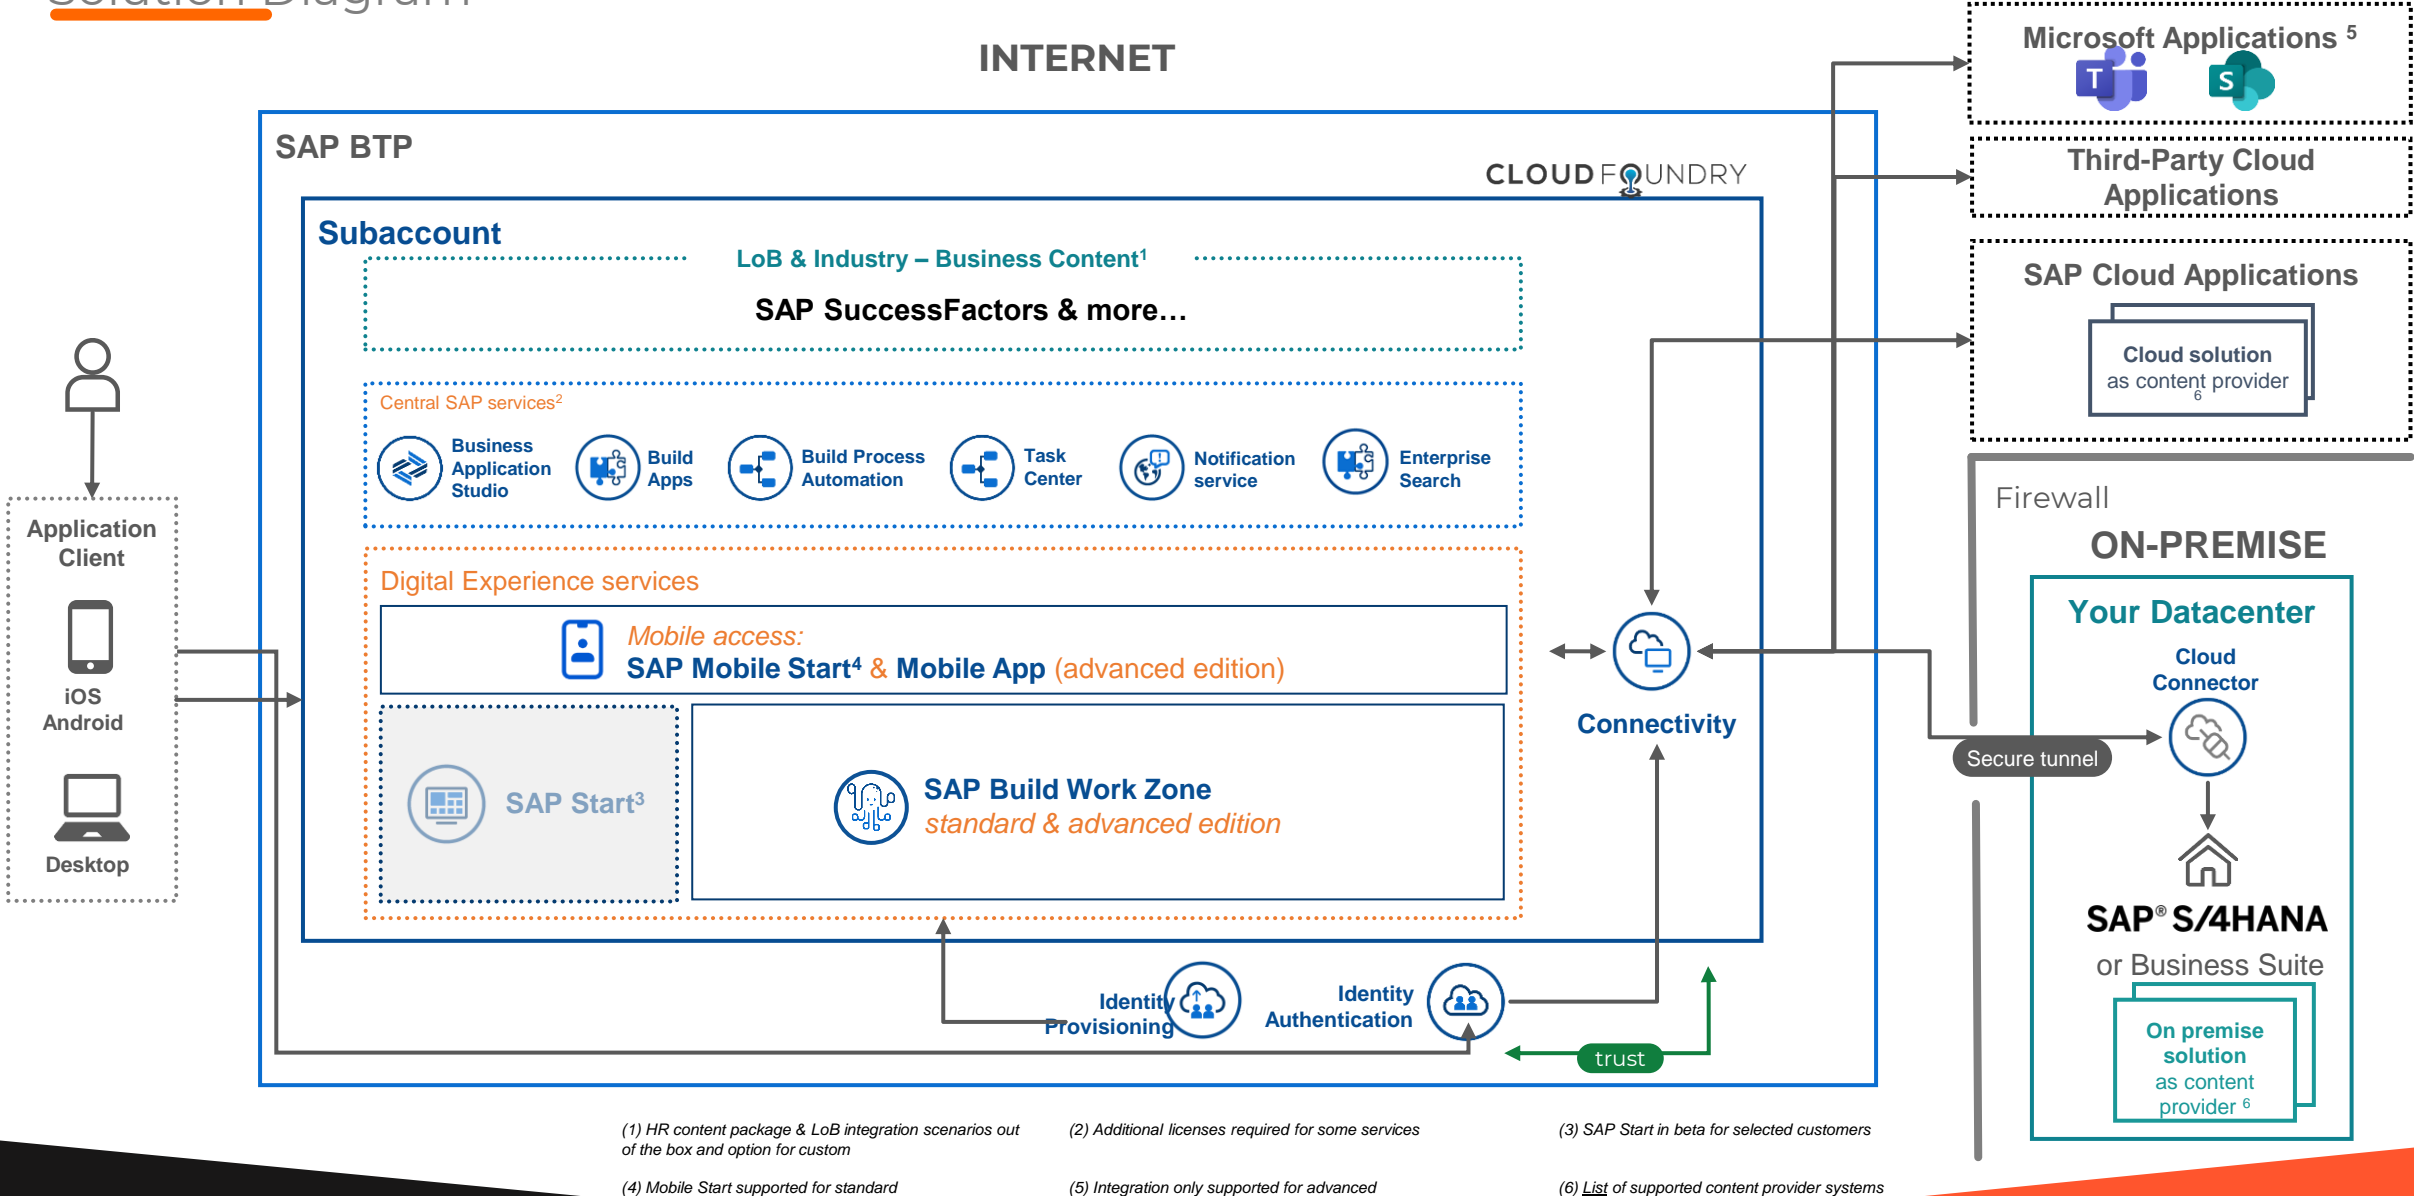 Solution Diagram
INTERNET
SAP BTP
CLOUD FOUNDRY
Subaccount
LoB & Industry – Business Content¹
SAP SuccessFactors & more…
Central SAP services²
Business
Application
Studio
Build
Apps
Build Process
Automation
Task
Center
Notification
service
Enterprise
Search
Digital Experience services
Mobile access:
SAP Mobile Start⁴ & Mobile App (advanced edition)
SAP Start³
SAP Build Work Zone
standard & advanced edition
Connectivity
Identity
Provisioning
Identity
Authentication
trust
Application
Client
iOS
Android
Desktop
Microsoft Applications ⁵
T
S
Third-Party Cloud
Applications
SAP Cloud Applications
Cloud solution
as content provider
6
Firewall
ON-PREMISE
Your Datacenter
Cloud
Connector
Secure tunnel
SAP® S/4HANA
or Business Suite
On premise
solution
as content
provider ⁶
(1) HR content package & LoB integration scenarios out
of the box and option for custom
(2) Additional licenses required for some services
(3) SAP Start in beta for selected customers
(4) Mobile Start supported for standard
(5) Integration only supported for advanced
(6) List of supported content provider systems